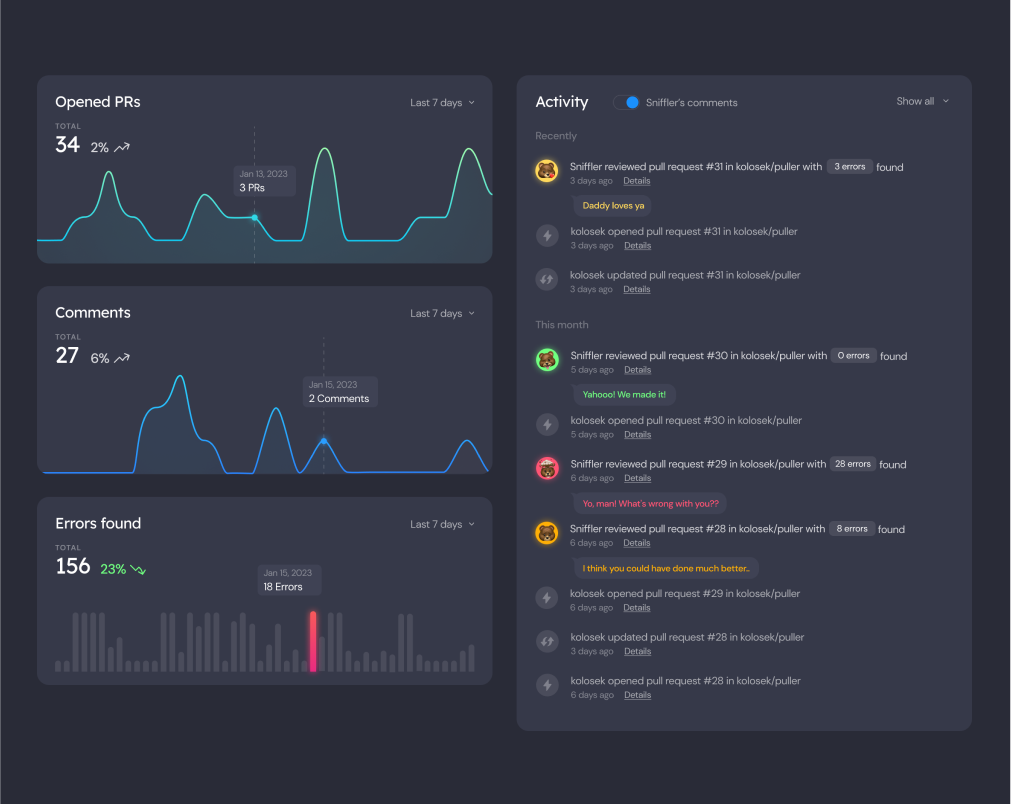 Opened PRs
Last 7 days
TOTAL
34 2%
Jan 13, 2023
3 PRs
Comments
Last 7 days
TOTAL
27 6%
Jan 15, 2023
2 Comments
Errors found
Last 7 days
TOTAL
156 23%
Jan 15, 2023
18 Errors
Activity
Sniffler's comments
Show all
Recently
Sniffler reviewed pull request #31 in kolosek/puller with 3 errors found
3 days ago Details
Daddy loves ya
kolosek opened pull request #31 in kolosek/puller
3 days ago Details
kolosek updated pull request #31 in kolosek/puller
3 days ago Details
This month
Sniffler reviewed pull request #30 in kolosek/puller with 0 errors found
5 days ago Details
Yahooo! We made it!
kolosek opened pull request #30 in kolosek/puller
5 days ago Details
Sniffler reviewed pull request #29 in kolosek/puller with 28 errors found
6 days ago Details
Yo, man! What's wrong with you??
Sniffler reviewed pull request #28 in kolosek/puller with 8 errors found
6 days ago Details
I think you could have done much better..
kolosek opened pull request #29 in kolosek/puller
6 days ago Details
kolosek updated pull request #28 in kolosek/puller
3 days ago Details
kolosek opened pull request #28 in kolosek/puller
6 days ago Details